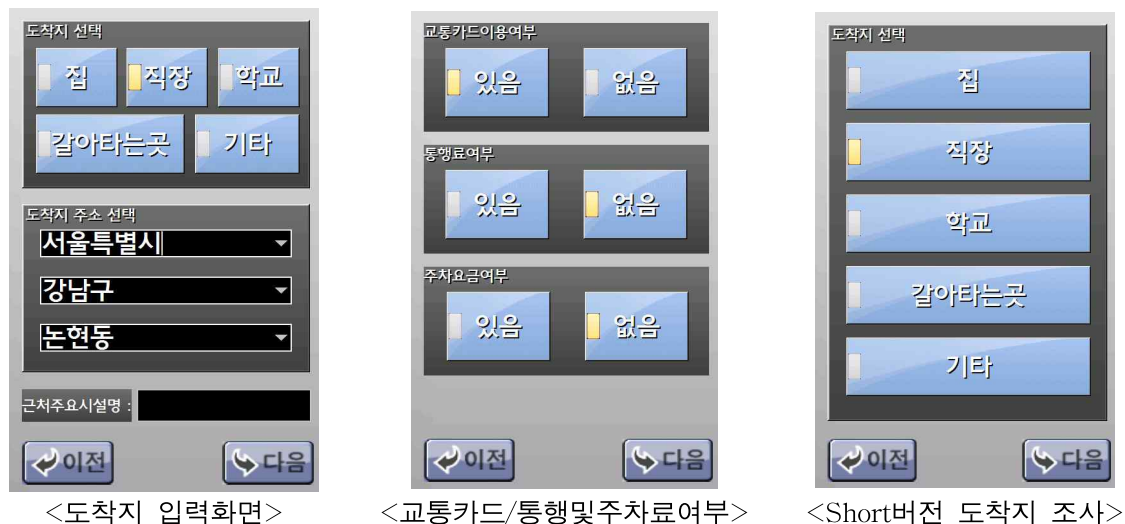 도착지 선택
집 직장 학교
갈아타는곳 기타
도착지 주소 선택
서울특별시
강남구
논현동
근처주요시설명 :
이전 다음
<도착지 입력화면>
교통카드이용여부
있음 없음
통행료여부
있음 없음
주차요금여부
있음 없음
이전 다음
<교통카드/통행및주차료여부>
도착지 선택
집
직장
학교
갈아타는곳
기타
이전 다음
<Short버전 도착지 조사>